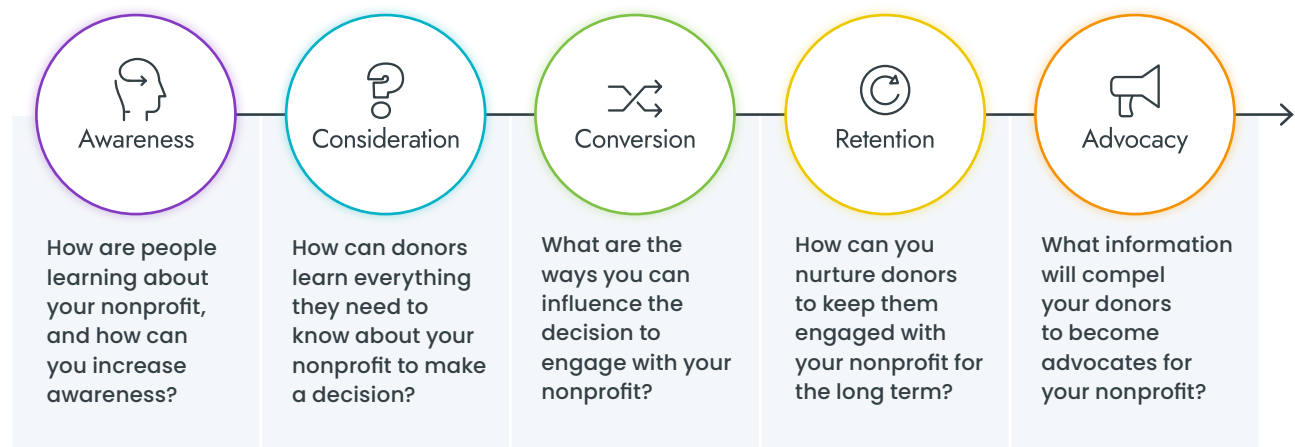 Awareness
How are people
learning about
your nonprofit,
and how can
you increase
awareness?
Consideration
How can donors
learn everything
they need to
know about your
nonprofit to make
a decision?
Conversion
What are the
ways you can
influence the
decision to
engage with your
nonprofit?
Retention
How can you
nurture donors
to keep them
engaged with
your nonprofit for
the long term?
Advocacy
What information
will compel
your donors
to become
advocates for
your nonprofit?